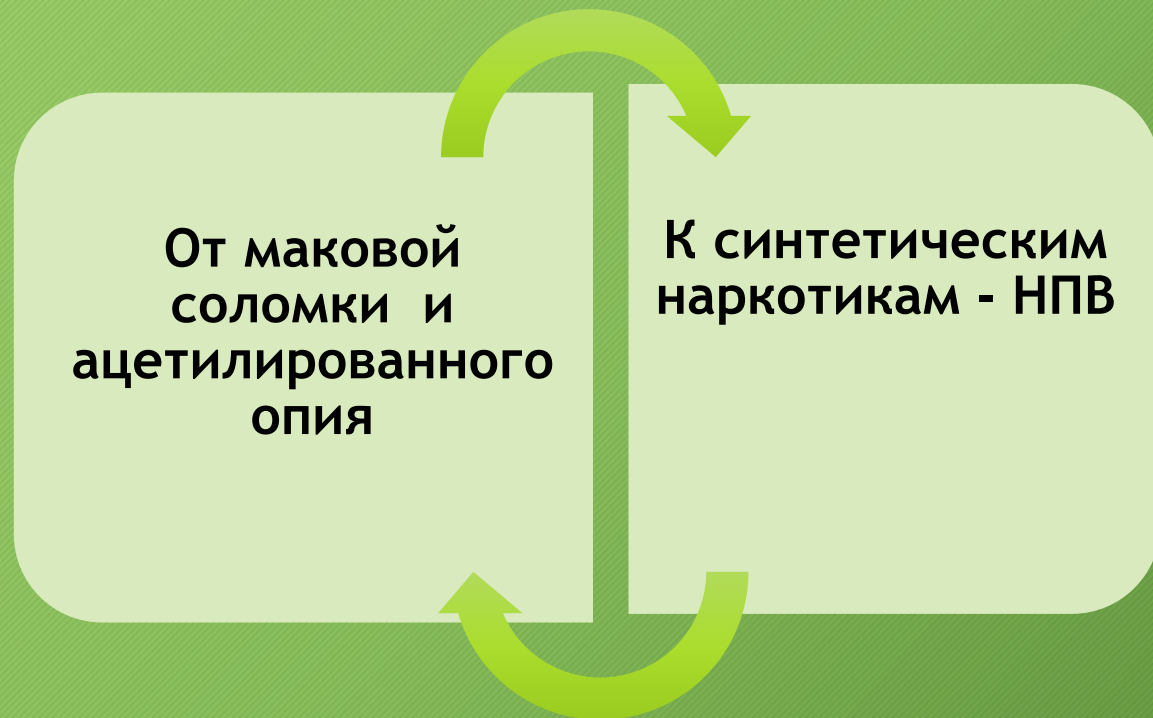 От маковой
соломки и
ацетилированного
опия
К синтетическим
наркотикам - НПВ